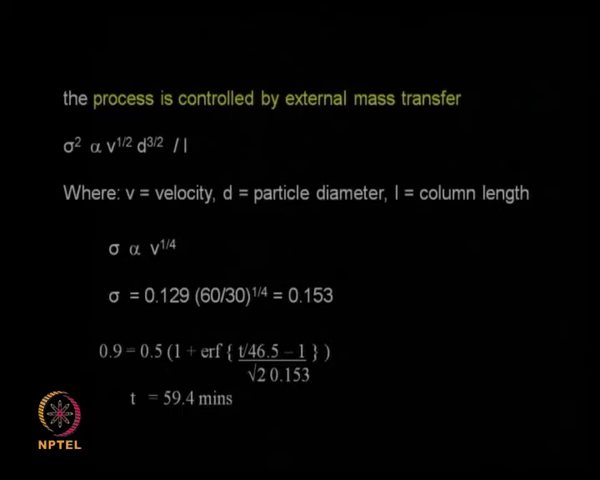 the process is controlled by external mass transfer
σ² α v^1/2 d^3/2 / l
Where: v = velocity, d = particle diameter, l = column length
σ α v^1/4
σ = 0.129 (60/30)^1/4 = 0.153
0.9 = 0.5 (1 + erf { t/46.5 – 1 } )
√2 0.153
t = 59.4 mins
NPTEL